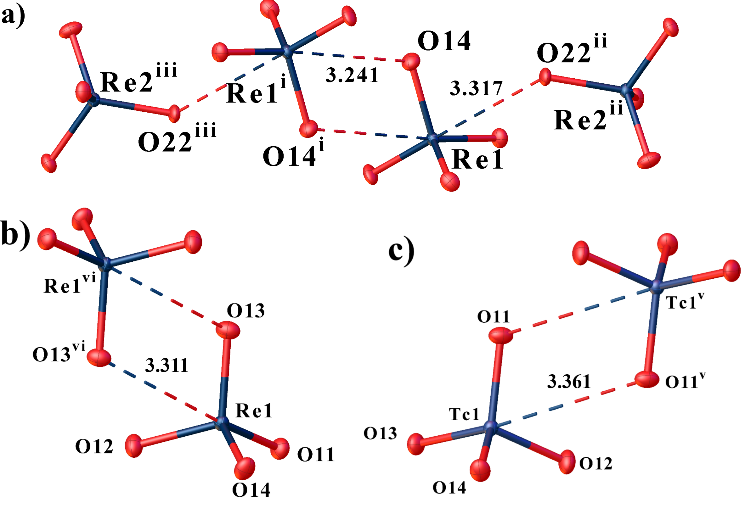 a)
O14
O22ⁱⁱ
Re2ⁱⁱⁱ
3.241
3.317
Re1ⁱ
Re2ⁱⁱ
O22ⁱⁱⁱ
O14ⁱ
Re1
b)
c)
Re1ᵛⁱ
Tc1ᵛ
O13
O11
O13ᵛⁱ
3.311
3.361
O11ᵛ
Re1
Tc1
O12
O11
O13
O12
O14
O14